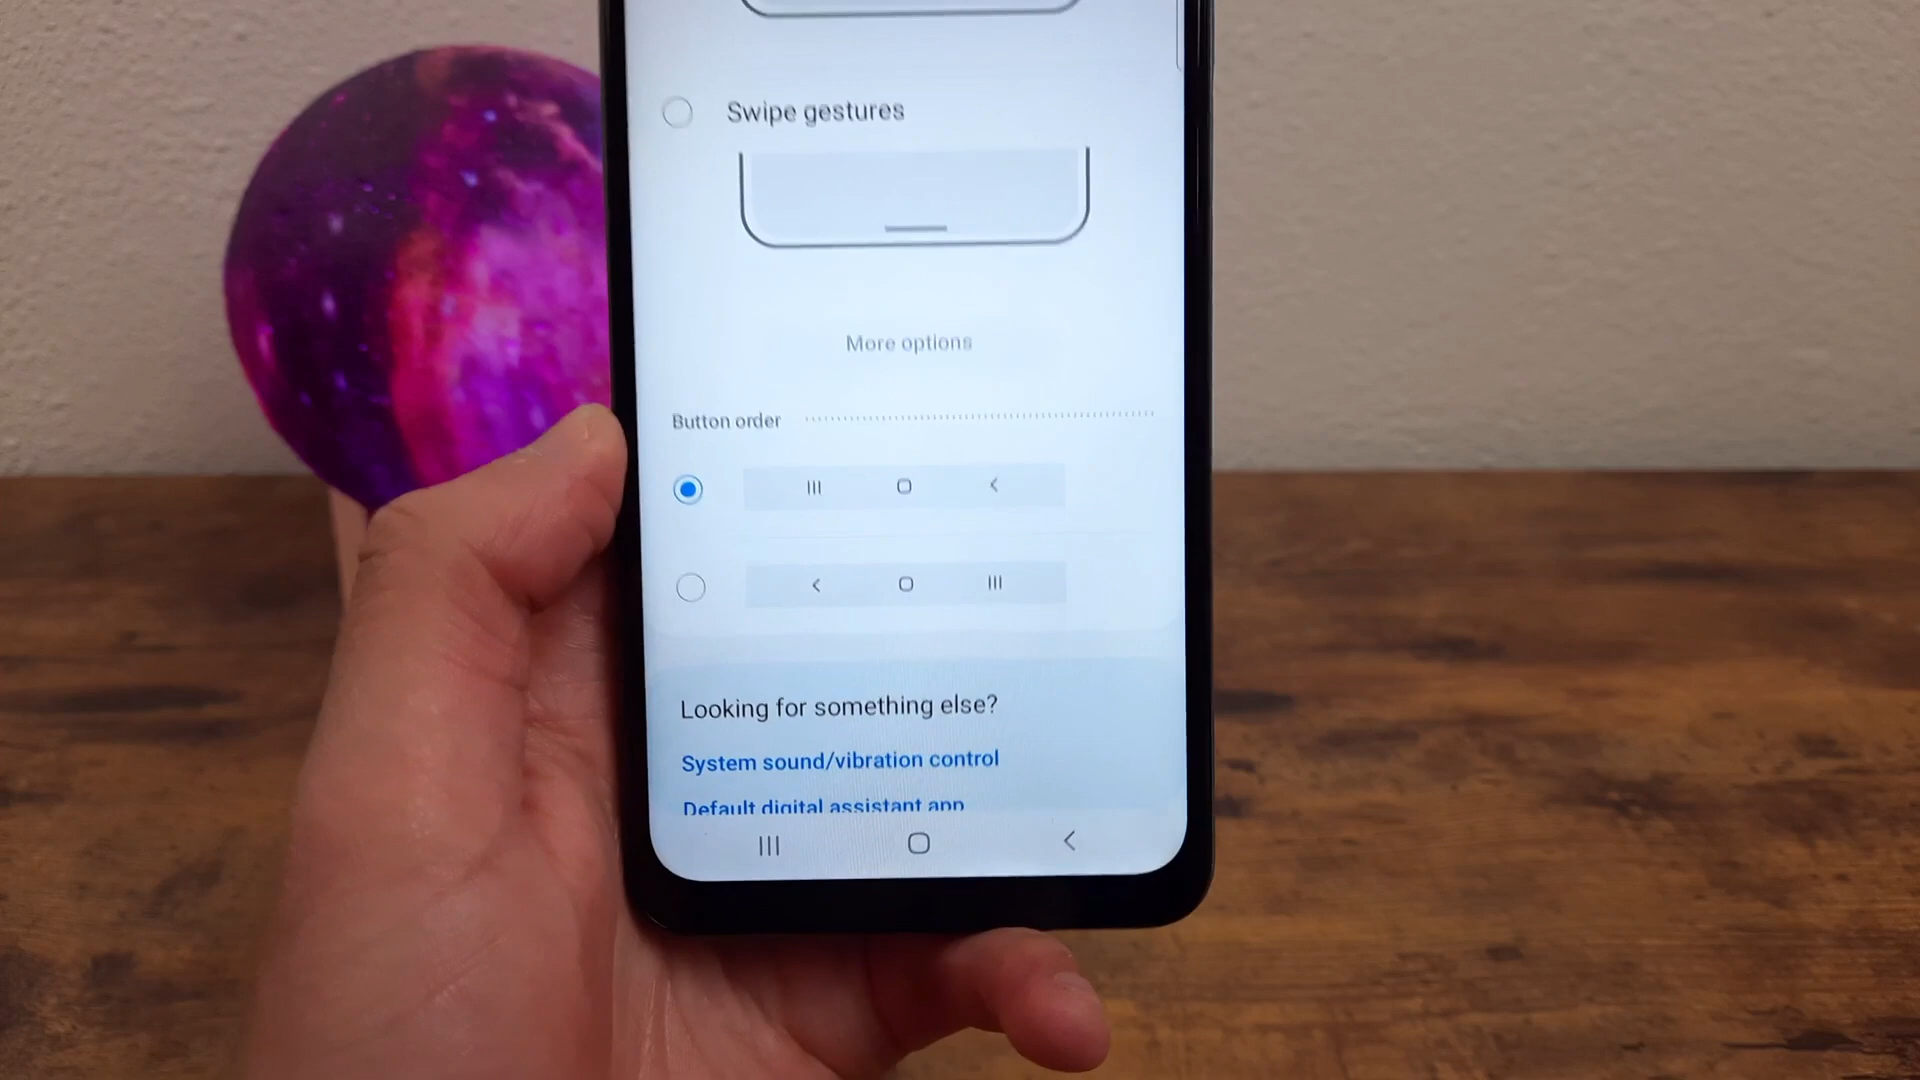 Swipe gestures
More options
Button order
Looking for something else?
System sound/vibration control
Default digital assistant app